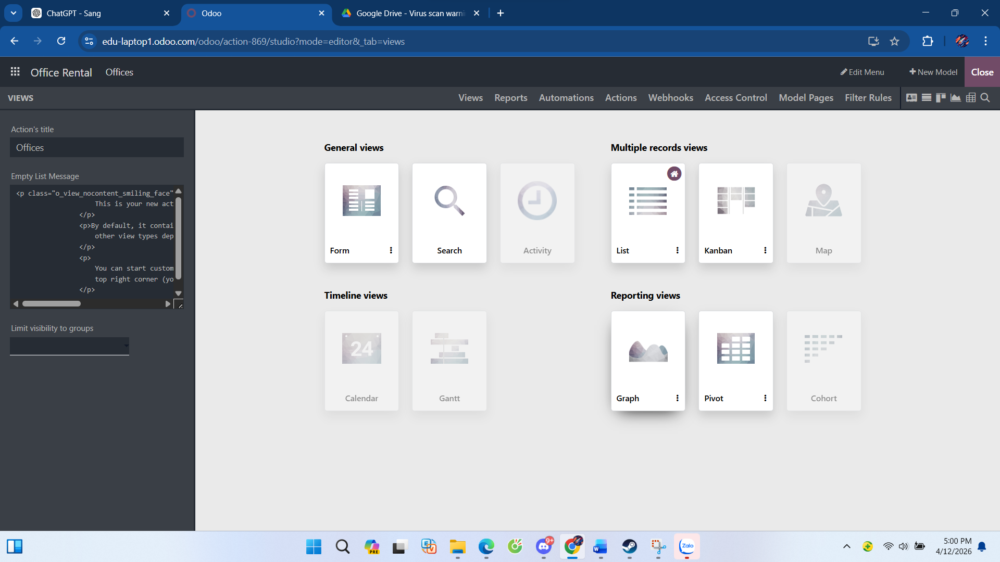 ChatGPT - Sang
Odoo
Google Drive - Virus scan warni
edu-laptop1.odoo.com/odoo/action-869/studio?mode=editor&_tab=views
Office Rental
Offices
Edit Menu
New Model
Close
VIEWS
Views
Reports
Automations
Actions
Webhooks
Access Control
Model Pages
Filter Rules
Action's title
Offices
Empty List Message
<p class="o_view_nocontent_smiling_face"
This is your new act
</p>
<p>By default, it contai
other view types dep
</p>
<p>
You can start custom
top right corner (yo
</p>
Limit visibility to groups
General views
Form
Search
Activity
Multiple records views
List
Kanban
Map
Timeline views
24
Calendar
Gantt
Reporting views
Graph
Pivot
Cohort
PRE
9+
W
Zalo
5:00 PM
4/12/2026